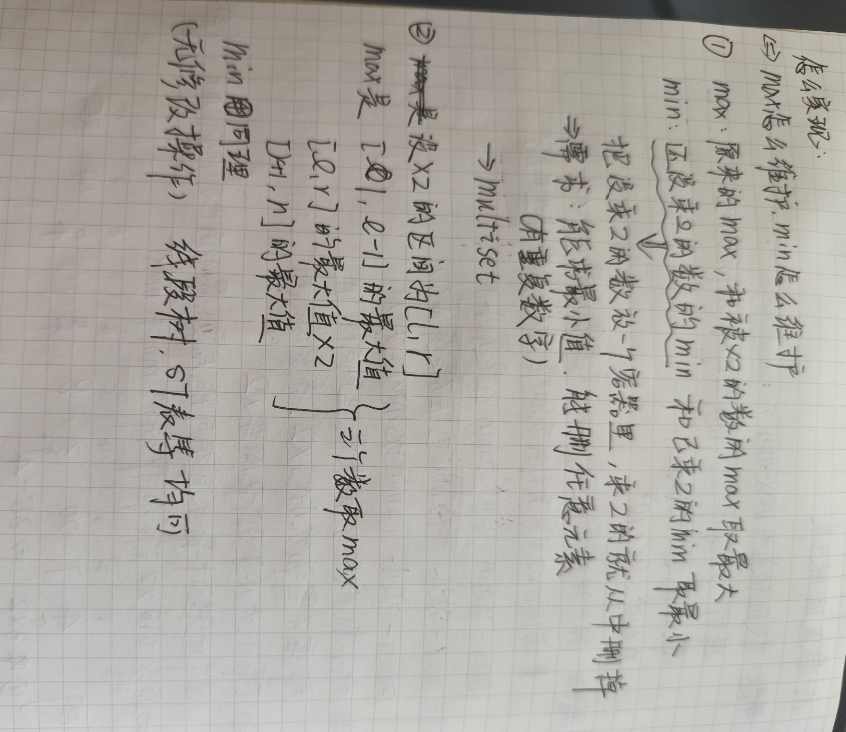 怎么实现：
⇔ max怎么维护，min怎么维护
① max：原来的max，和被×2的数的max取最大
min：还没乘2的数的min 和已乘2的min 取最小
把没乘2的数放一个容器里，乘2的就从中删掉
⇒需求：能求最小值．能删任意元素
（有重复数字）
→multiset
② 设×2的区间为[l,r]
max是 [1,l-1]的最大值
[l,r]的最大值×2
[r+1,n]的最大值
三个数取max
min 同理
（无修改操作） 线段树，ST表等均可